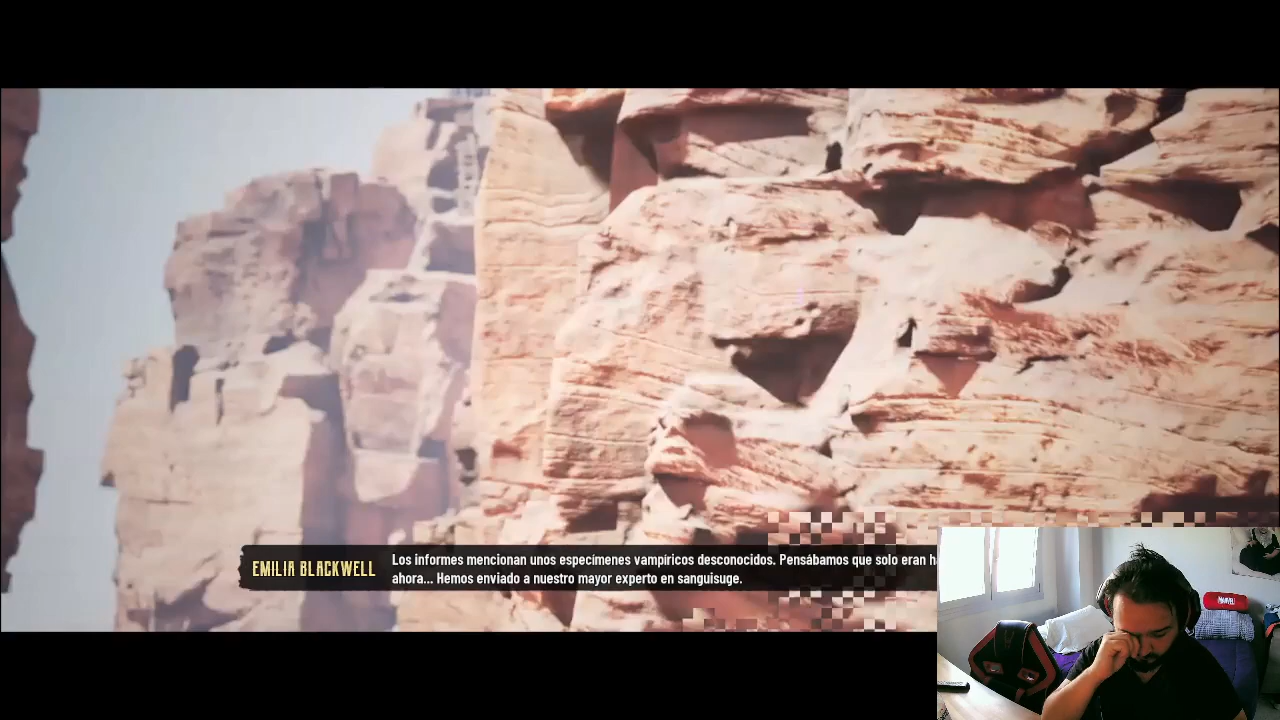 EMILIA BLACKWELL
Los informes mencionan unos especímenes vampíricos desconocidos. Pensábamos que solo eran
ahora... Hemos enviado a nuestro mayor experto en sanguisuge.
MARVEL